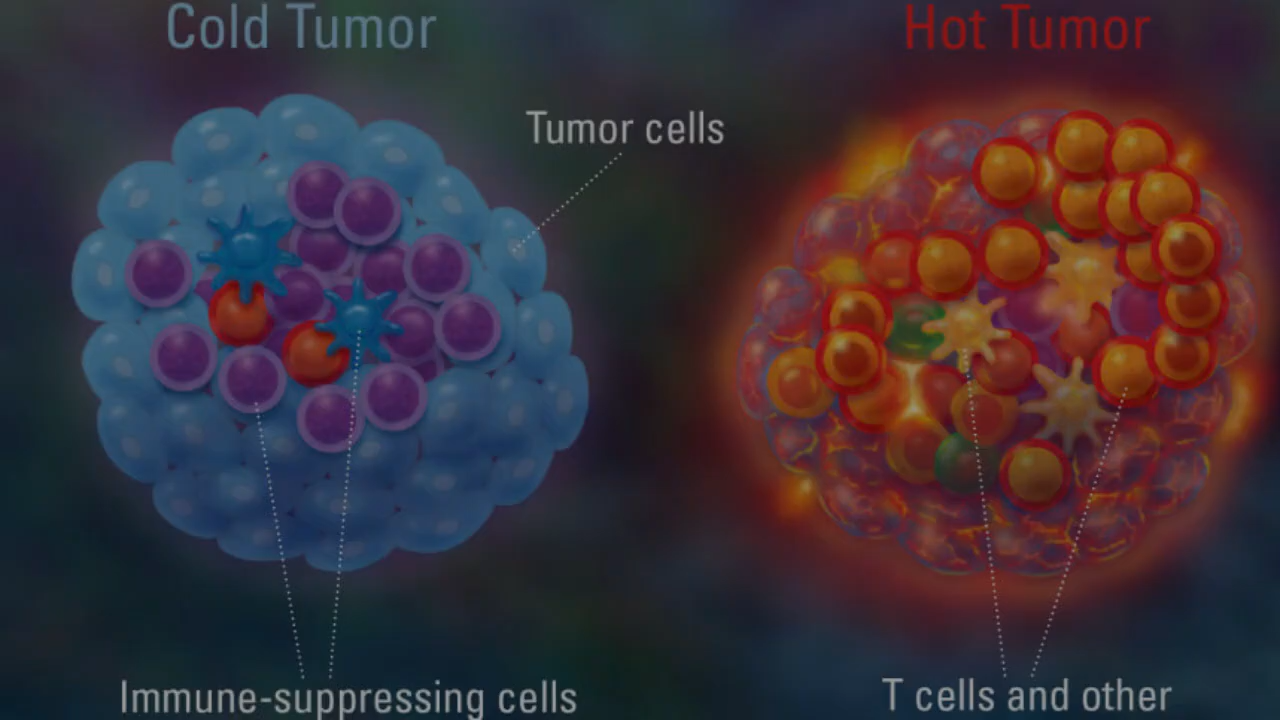 Cold Tumor
Hot Tumor
Tumor cells
Immune-suppressing cells
T cells and other